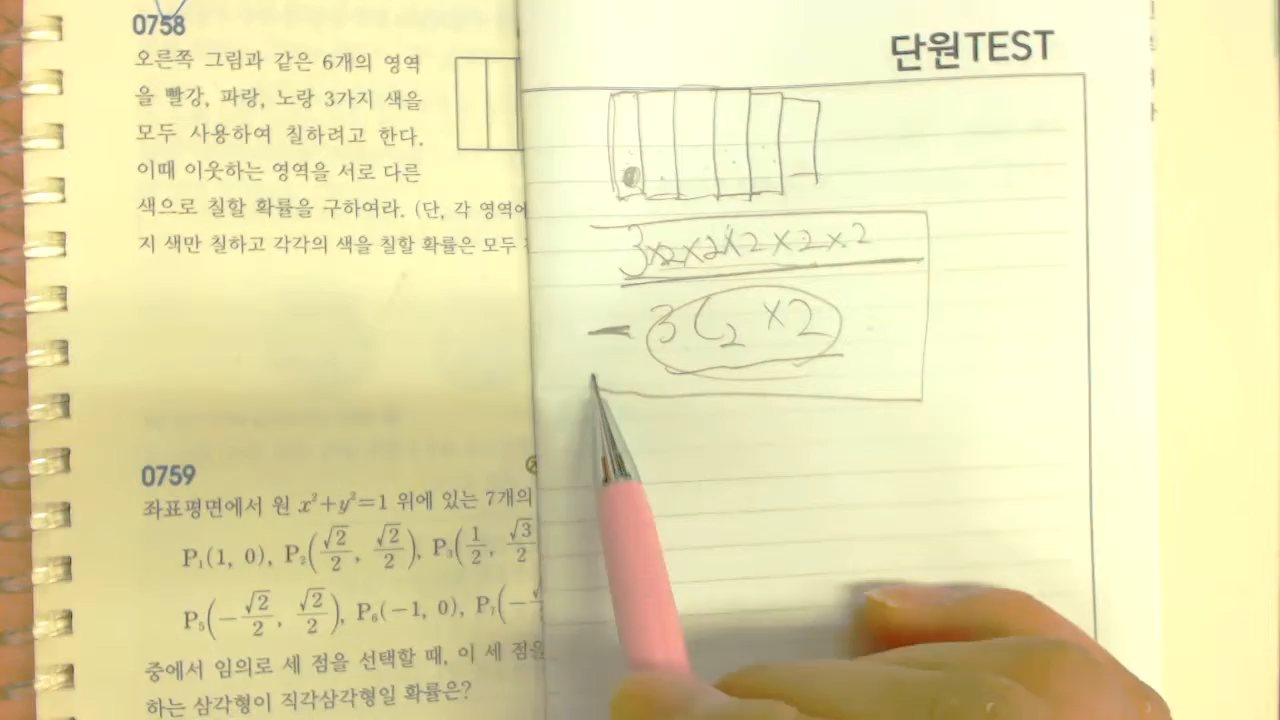 0758
오른쪽 그림과 같은 6개의 영역
을 빨강, 파랑, 노랑 3가지 색을
모두 사용하여 칠하려고 한다.
이때 이웃하는 영역을 서로 다른
색으로 칠할 확률을 구하여라. (단, 각 영역에
지 색만 칠하고 각각의 색을 칠할 확률은 모두
0759
좌표평면에서 원 x²+y²=1 위에 있는 7개의
P₁(1, 0), P₂(√2/2, √2/2), P₃(1/2, √3/2
P₅(-√2/2, √2/2), P₆(-1, 0), P₇(-
중에서 임의로 세 점을 선택할 때, 이 세 점을
하는 삼각형이 직각삼각형일 확률은?
단원TEST
3×2×2×2×2×2
- ₃C₂ ×2